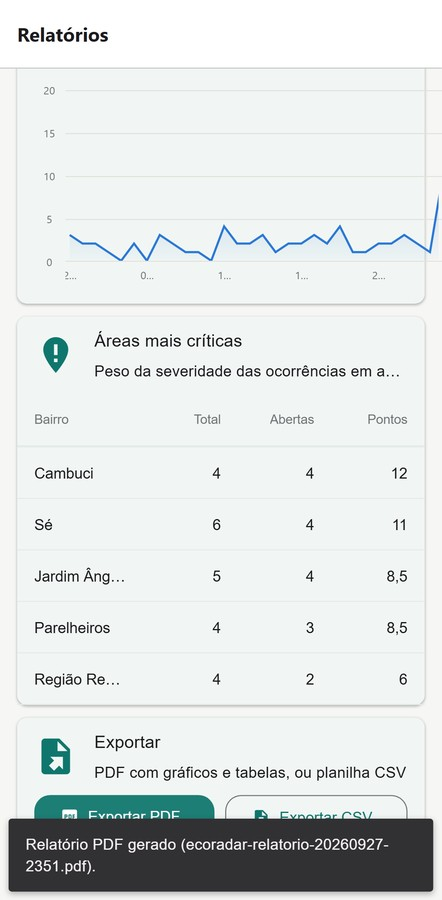 Relatórios
20
15
10
5
0
2...
0...
1...
1...
2...
Áreas mais críticas
Peso da severidade das ocorrências em a...
Bairro Total Abertas Pontos
Cambuci 4 4 12
Sé 6 4 11
Jardim Âng... 5 4 8,5
Parelheiros 4 3 8,5
Região Re... 4 2 6
Exportar
PDF com gráficos e tabelas, ou planilha CSV
PDF Exportar PDF Exportar CSV
Relatório PDF gerado (ecoradar-relatorio-20260927-
2351.pdf).